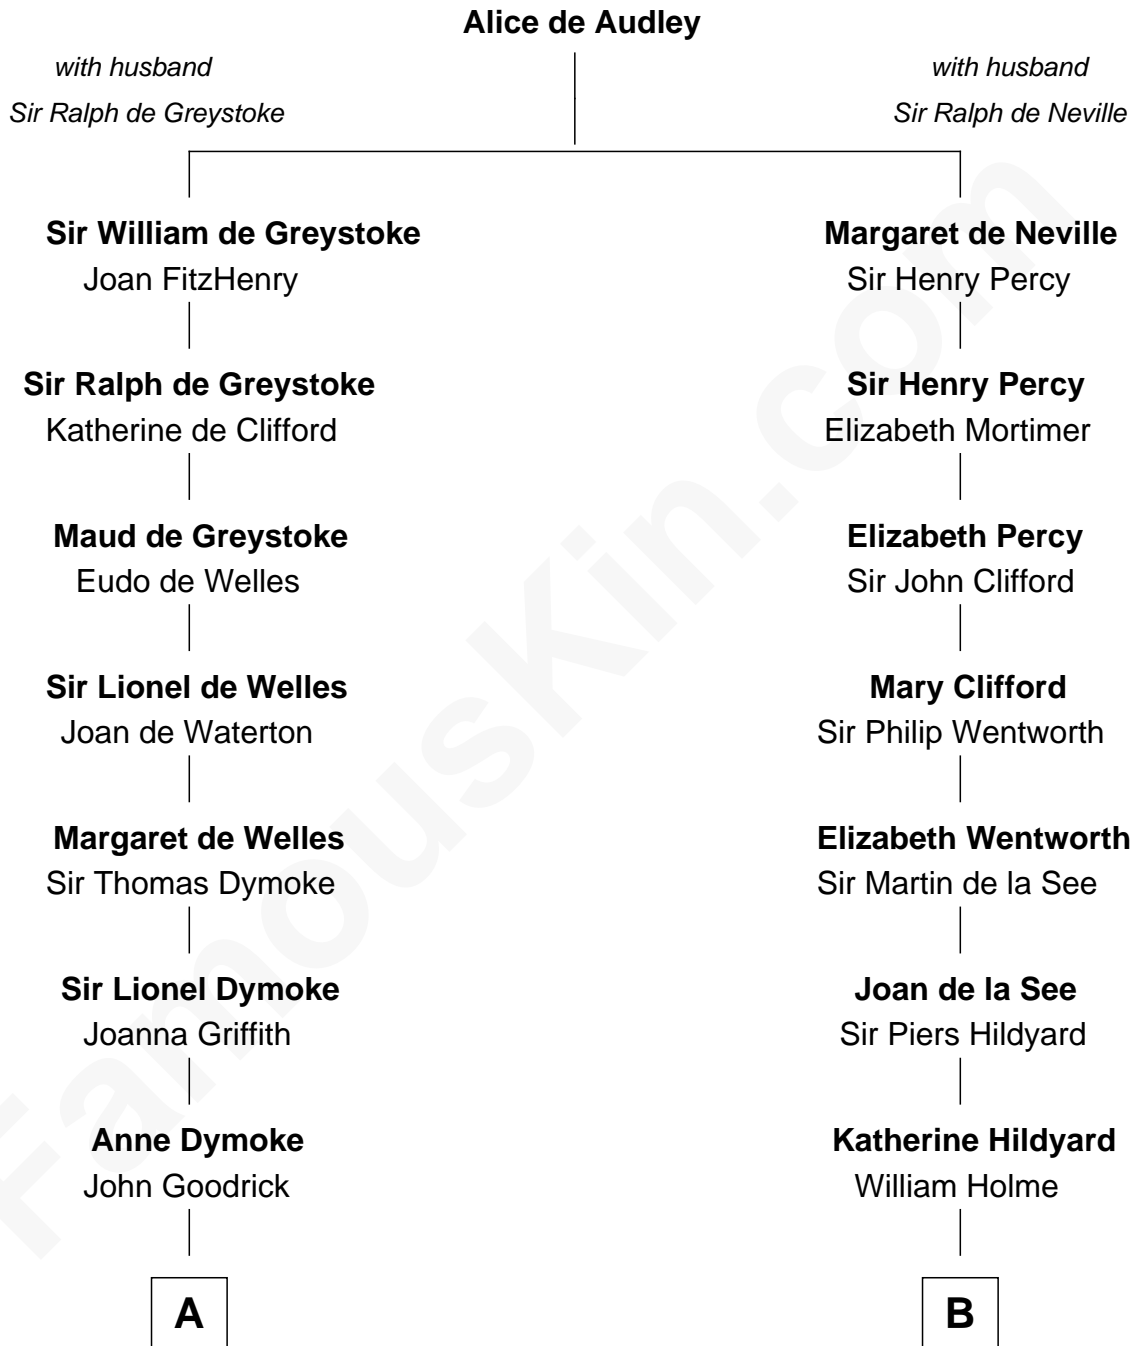 Alice de Audley
with husband
Sir Ralph de Greystoke
with husband
Sir Ralph de Neville
Sir William de Greystoke
Joan FitzHenry
Margaret de Neville
Sir Henry Percy
Sir Ralph de Greystoke
Katherine de Clifford
Sir Henry Percy
Elizabeth Mortimer
Maud de Greystoke
Eudo de Welles
Elizabeth Percy
Sir John Clifford
Sir Lionel de Welles
Joan de Waterton
Mary Clifford
Sir Philip Wentworth
Margaret de Welles
Sir Thomas Dymoke
Elizabeth Wentworth
Sir Martin de la See
Sir Lionel Dymoke
Joanna Griffith
Joan de la See
Sir Piers Hildyard
Anne Dymoke
John Goodrick
Katherine Hildyard
William Holme
A
B
FamousKin.com